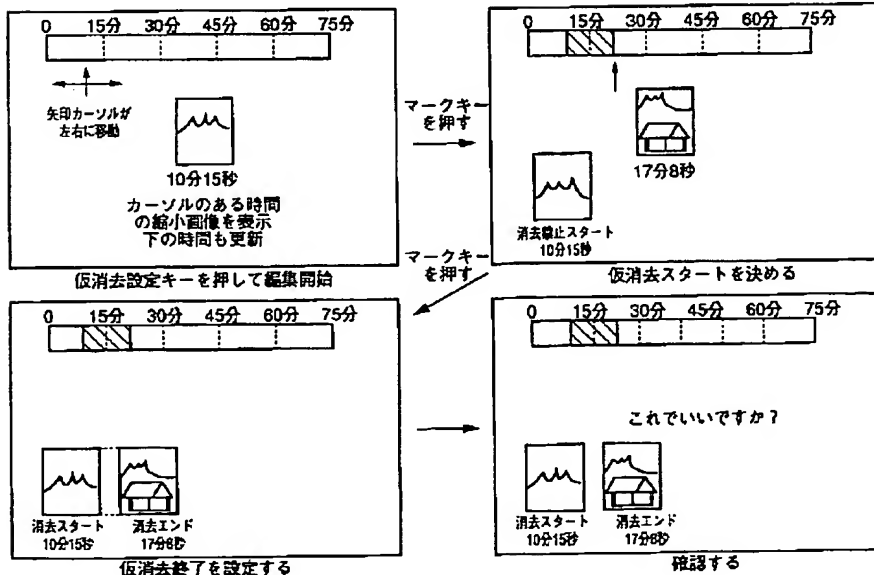 0 15分 30分 45分 60分 75分
矢印カーソルが
左右に移動
10分15秒
カーソルのある時間
の縮小画像を表示
下の時間も更新
仮消去設定キーを押して編集開始
マークキー
を押す
0 15分 30分 45分 60分 75分
17分8秒
消去禁止スタート
10分15秒
仮消去スタートを決める
マークキー
を押す
0 15分 30分 45分 60分 75分
消去スタート
10分15秒
消去エンド
17分8秒
仮消去終了を設定する
0 15分 30分 45分 60分 75分
これでいいですか？
消去スタート
10分15秒
消去エンド
17分8秒
確認する